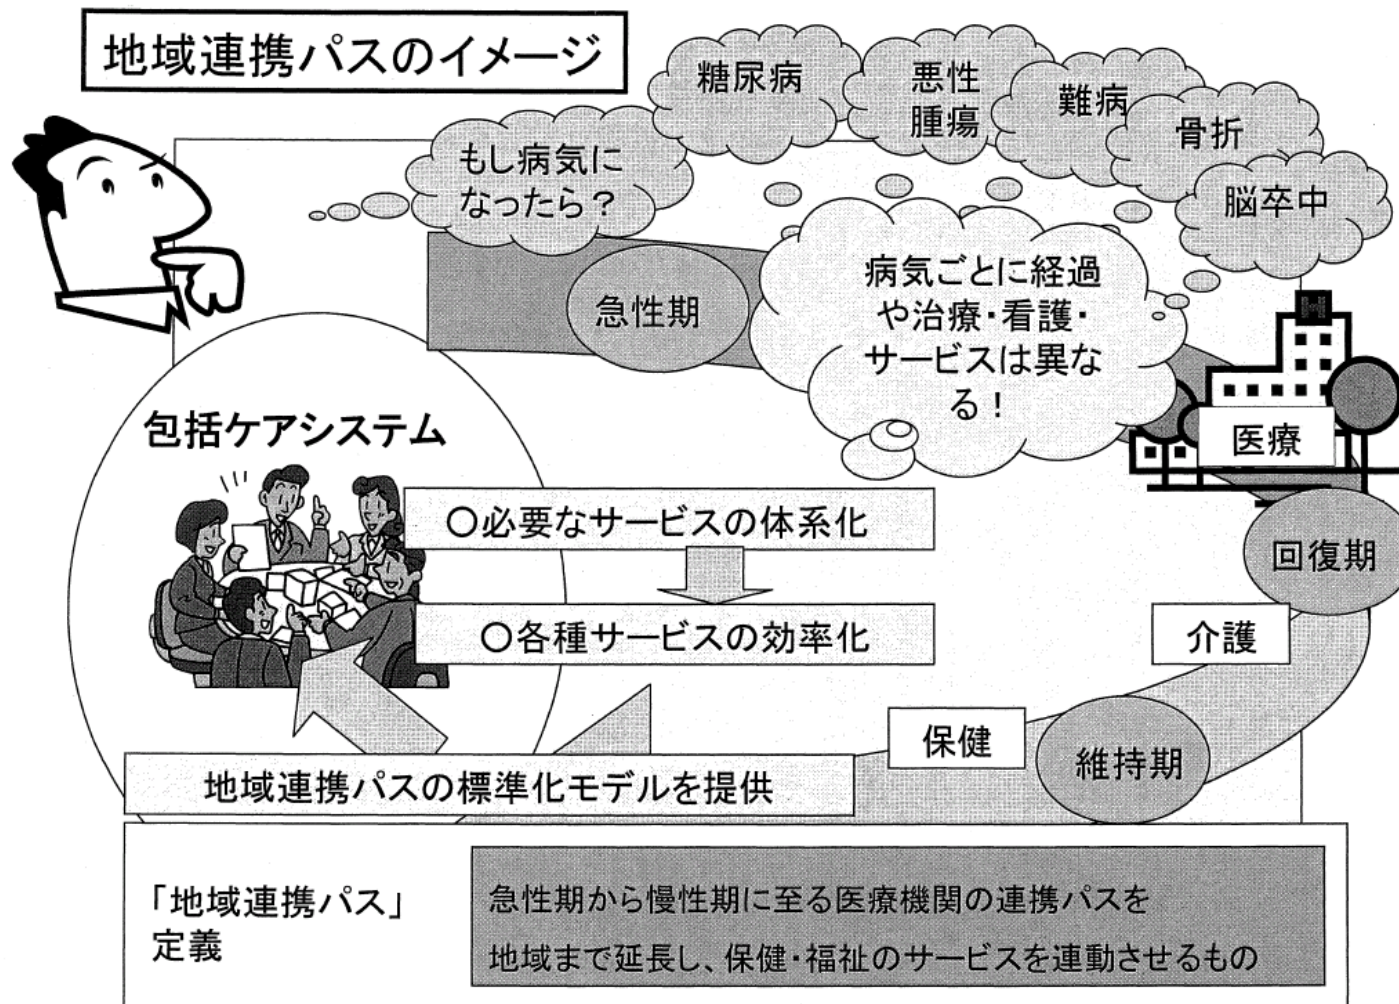 地域連携パスのイメージ
糖尿病
悪性
腫瘍
難病
骨折
脳卒中
もし病気に
なったら？
急性期
病気ごとに経過
や治療・看護・
サービスは異な
る！
H
医療
包括ケアシステム
〇必要なサービスの体系化
回復期
〇各種サービスの効率化
介護
保健
維持期
地域連携パスの標準化モデルを提供
「地域連携パス」
定義
急性期から慢性期に至る医療機関の連携パスを
地域まで延長し、保健・福祉のサービスを連動させるもの